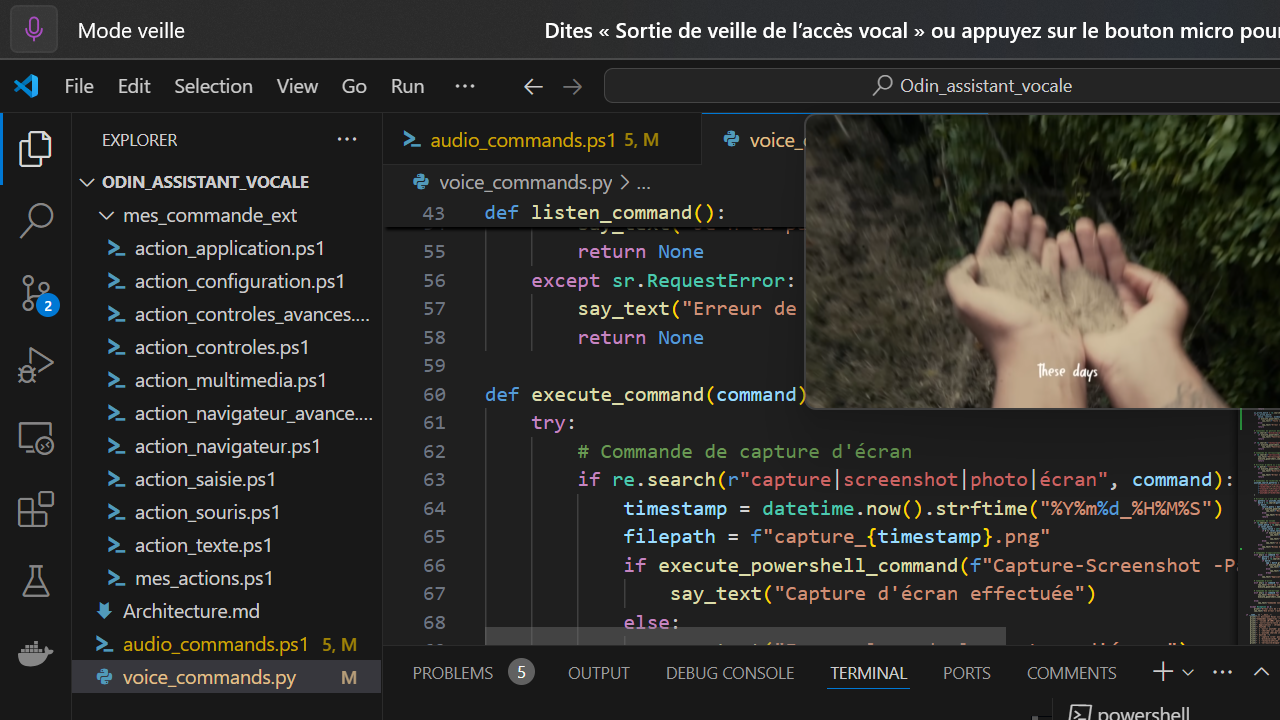 Mode veille
Dites « Sortie de veille de l’accès vocal » ou appuyez sur le bouton micro pour
File Edit Selection View Go Run ···
Odin_assistant_vocale
EXPLORER ···
ODIN_ASSISTANT_VOCALE
mes_commande_ext
action_application.ps1
action_configuration.ps1
action_controles_avances....
action_controles.ps1
action_multimedia.ps1
action_navigateur_avance....
action_navigateur.ps1
action_saisie.ps1
action_souris.ps1
action_texte.ps1
mes_actions.ps1
Architecture.md
audio_commands.ps1 5, M
voice_commands.py M
2
audio_commands.ps1 5, M
voice_
voice_commands.py > ...
43 def listen_command():
55 return None
56 except sr.RequestError:
57 say_text("Erreur de
58 return None
59
60 def execute_command(command)
61 try:
62 # Commande de capture d'écran
63 if re.search(r"capture|screenshot|photo|écran", command):
64 timestamp = datetime.now().strftime("%Y%m%d_%H%M%S")
65 filepath = f"capture_{timestamp}.png"
66 if execute_powershell_command(f"Capture-Screenshot -Pa
67 say_text("Capture d'écran effectuée")
68 else:
These days
PROBLEMS 5 OUTPUT DEBUG CONSOLE TERMINAL PORTS COMMENTS
powershell